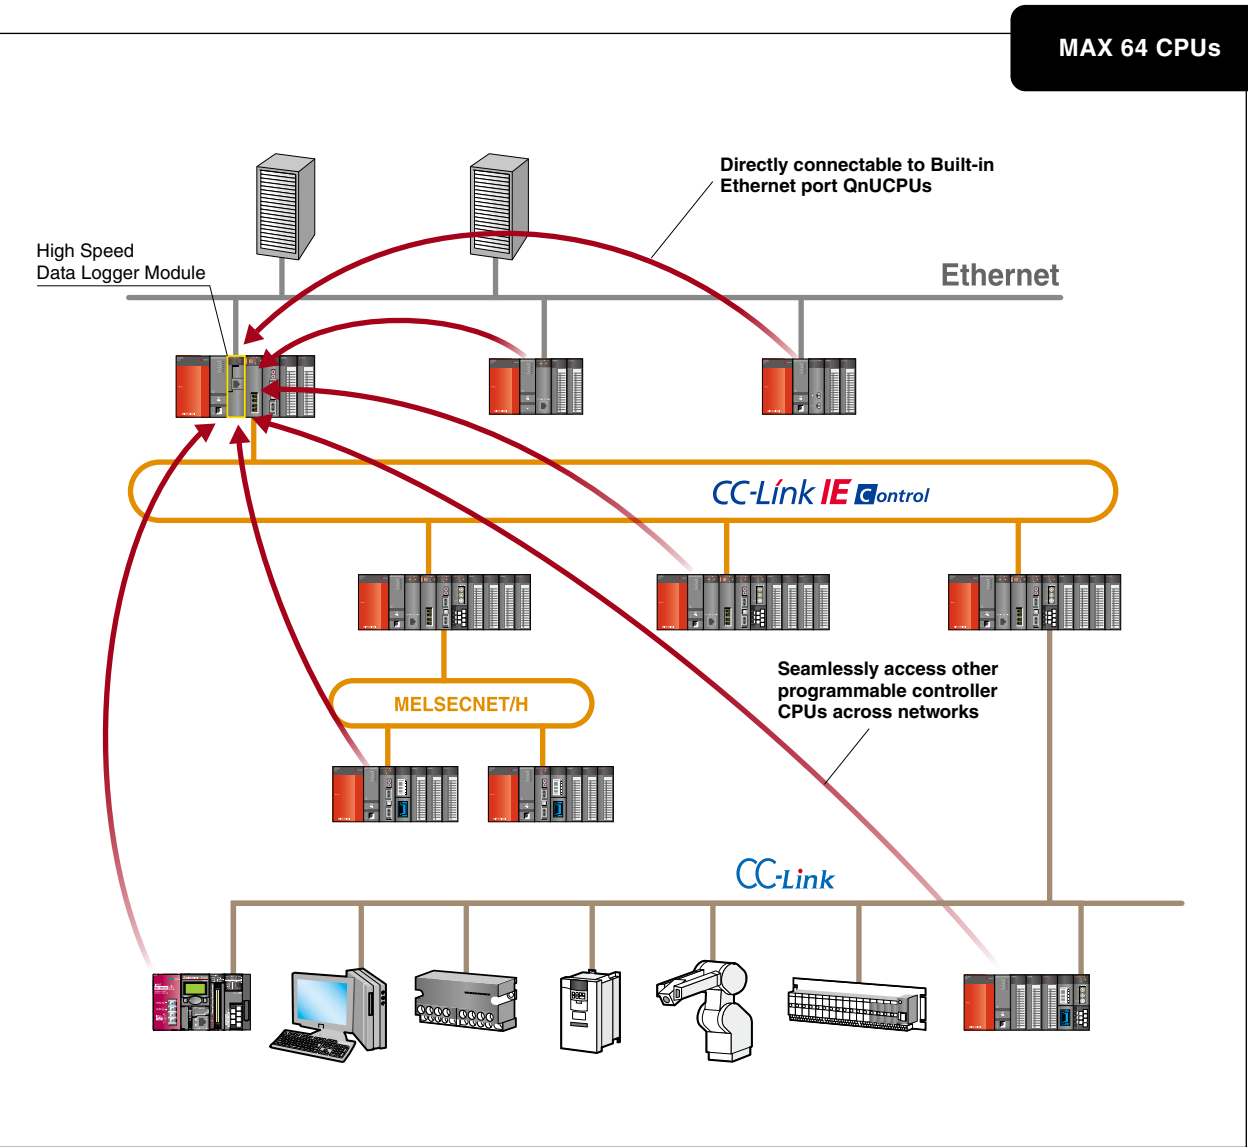 MAX 64 CPUs
Directly connectable to Built-in
Ethernet port QnUCPUs
High Speed
Data Logger Module
Ethernet
CC-Link IE Control
Seamlessly access other
programmable controller
CPUs across networks
MELSECNET/H
CC-Link